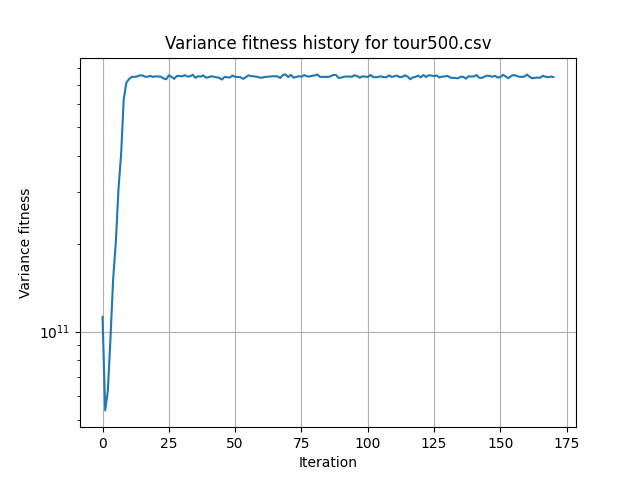 Variance fitness history for tour500.csv
Variance fitness
10¹¹
0 25 50 75 100 125 150 175
Iteration